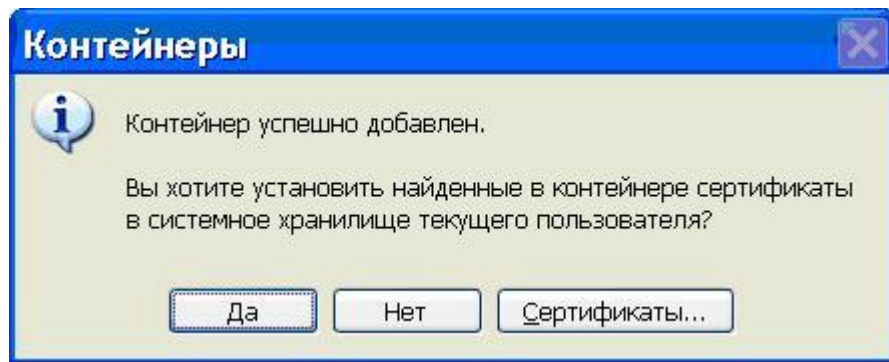 Контейнеры
Контейнер успешно добавлен.
Вы хотите установить найденные в контейнере сертификаты
в системное хранилище текущего пользователя?
Да Нет Сертификаты...